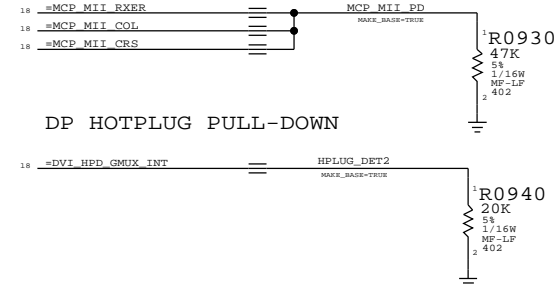 18 =MCP_MII_RXER MCP_MII_PD
MAKE_BASE=TRUE
18 =MCP_MII_COL
18 =MCP_MII_CRS
1 R0930
47K
5%
1/16W
MF-LF
402
2
DP HOTPLUG PULL-DOWN
18 =DVI_HPD_GMUX_INT HPLUG_DET2
MAKE_BASE=TRUE
1 R0940
20K
5%
1/16W
MF-LF
2 402